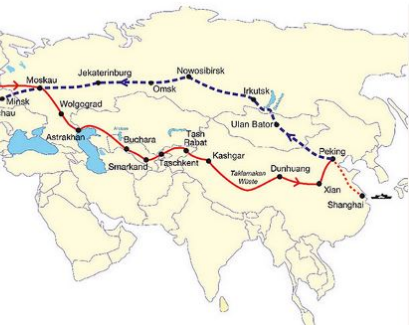 Moskau
Jekaterinburg
Nowosibirsk
Omsk
Irkutsk
Minsk
hau
Wolgograd
Ulan Bator
Astrakhan
Buchara
Tash
Rabat
Peking
Smarkand
Taschkent
Kashgar
Taklamakan
Wüste
Dunhuang
Xian
Shanghai